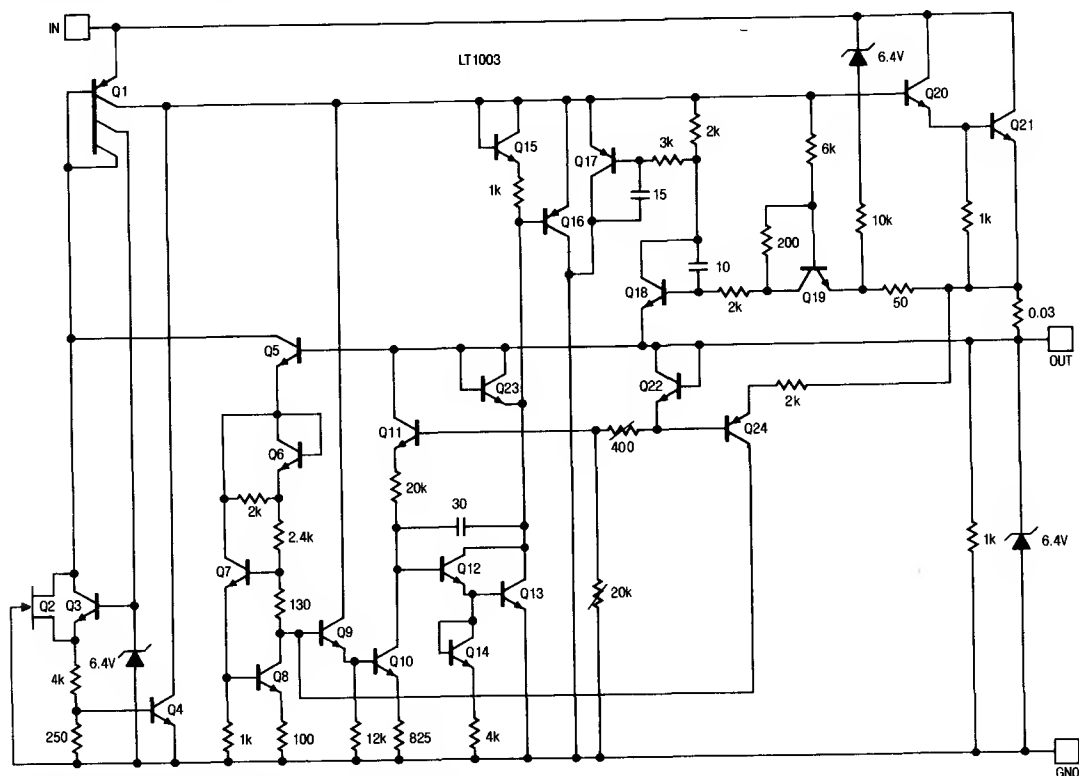 IN
LT1003
6.4V
Q1
Q20
Q21
Q15
2k
3k
Q17
6k
1k
15
Q16
10k
1k
200
10
Q18
2k
Q19
50
0.03
Q5
OUT
Q23
Q22
2k
Q11
400
Q24
Q6
20k
2k
30
2.4k
1k
6.4V
Q7
Q12
Q2
Q3
130
Q13
20k
Q9
6.4V
Q14
Q10
4k
Q8
Q4
250
1k
100
12k
825
4k
GND